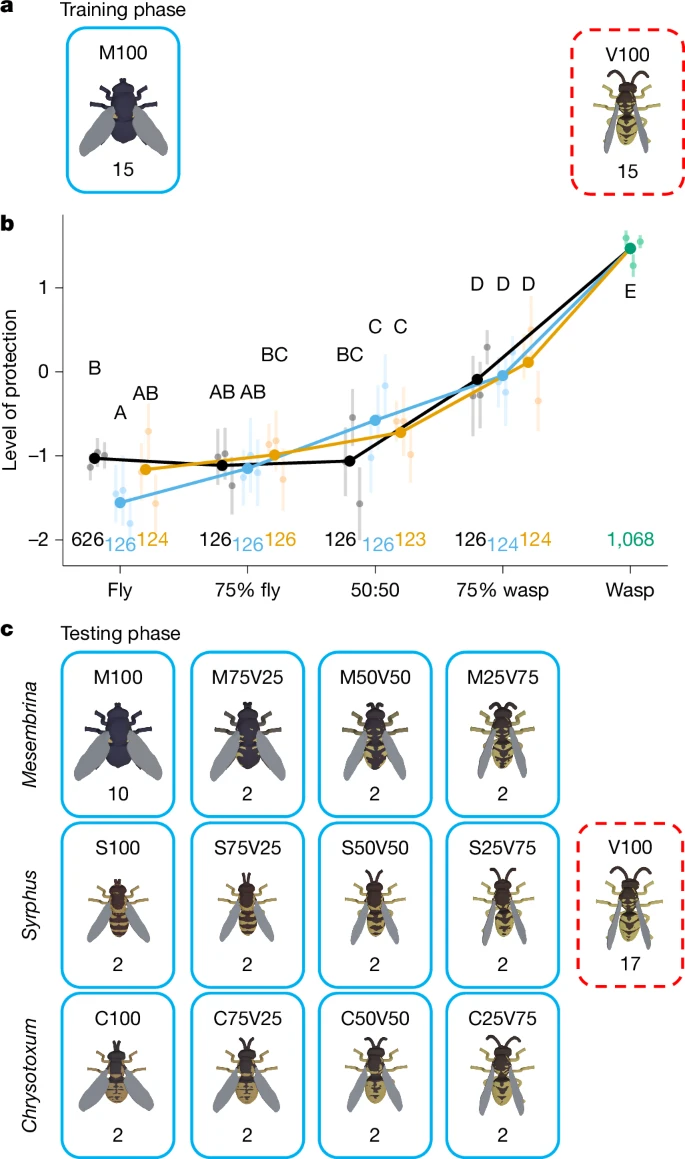 a Training phase
M100 V100
15 15
b
Level of protection
1
0
−1
−2
B A AB AB AB BC BC C C D D D E
626 126 124 126 126 126 126 126 123 126 124 124 1,068
Fly 75% fly 50:50 75% wasp Wasp
c Testing phase
Mesembrina
M100 M75V25 M50V50 M25V75
10 2 2 2
Syrphus
S100 S75V25 S50V50 S25V75 V100
2 2 2 2 17
Chrysotoxum
C100 C75V25 C50V50 C25V75
2 2 2 2